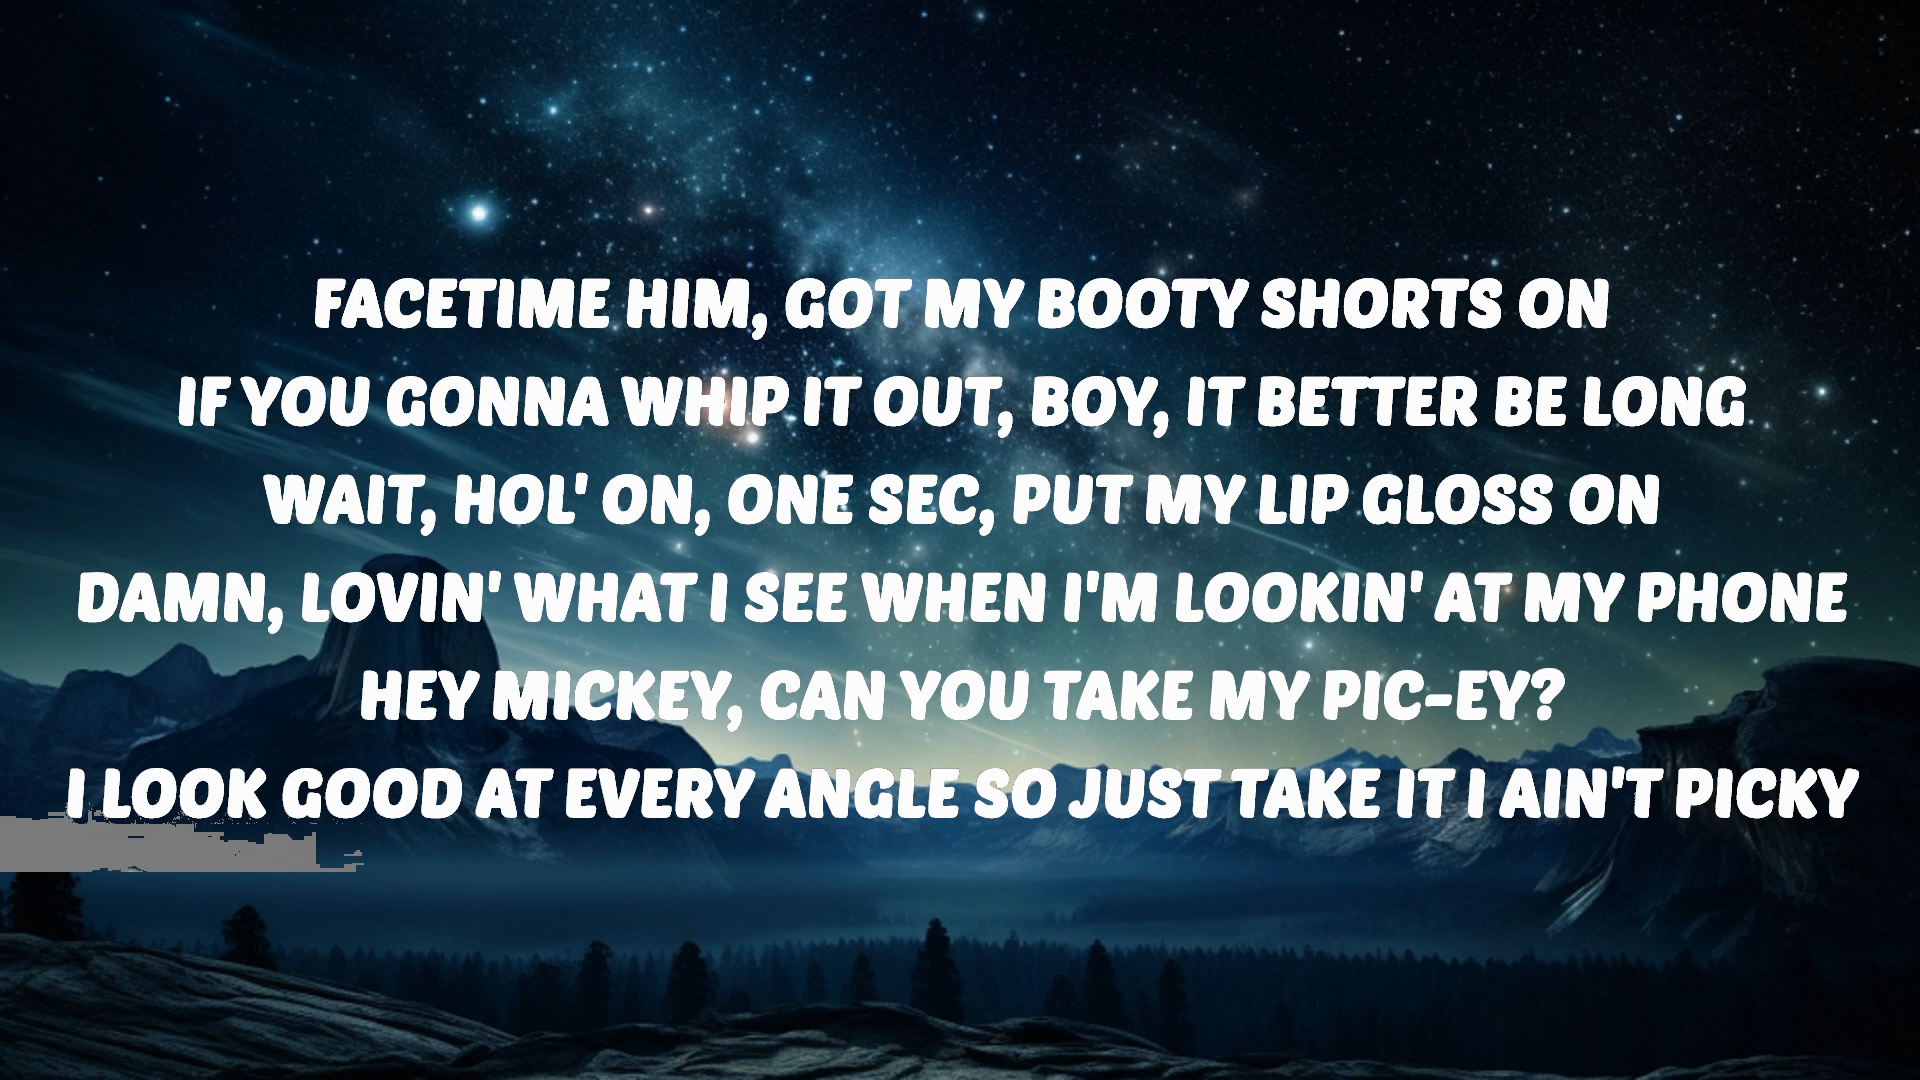 FACETIME HIM, GOT MY BOOTY SHORTS ON
IF YOU GONNA WHIP IT OUT, BOY, IT BETTER BE LONG
WAIT, HOL' ON, ONE SEC, PUT MY LIP GLOSS ON
DAMN, LOVIN' WHAT I SEE WHEN I'M LOOKIN' AT MY PHONE
HEY MICKEY, CAN YOU TAKE MY PIC-EY?
I LOOK GOOD AT EVERY ANGLE SO JUST TAKE IT I AIN'T PICKY